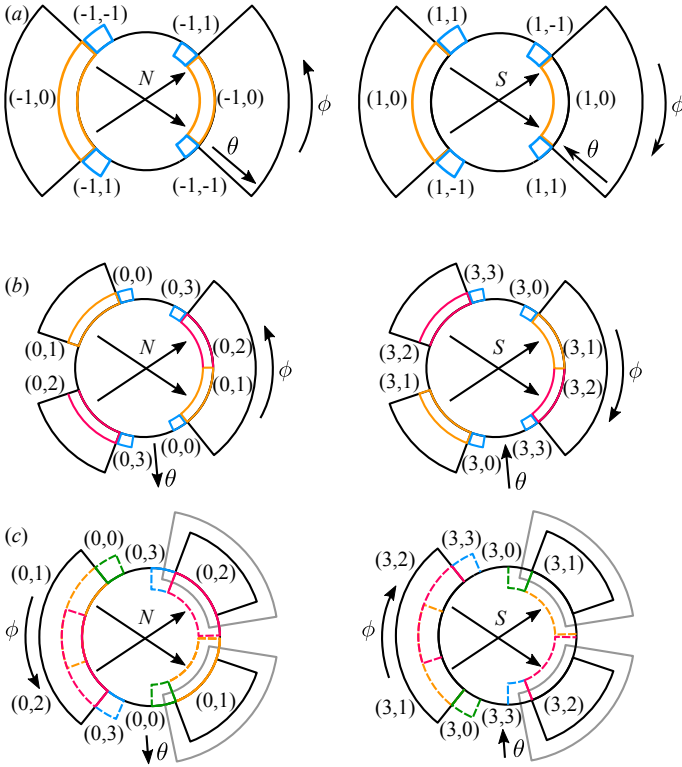 (a) (-1,-1) (-1,1) (1,1) (1,-1)
(-1,0) N (-1,0) (1,0) S (1,0) ϕ ϕ
θ θ
(-1,1) (-1,-1) (1,-1) (1,1)
(b) (0,0) (0,3) (3,3) (3,0)
(0,1) N (0,2) (3,2) S (3,1)
(0,2) (0,1) ϕ (3,1) (3,2) ϕ
(0,3) (0,0) (3,0) (3,3)
θ θ
(c) (0,0) (0,3) (3,3) (3,0)
(0,1) (0,2) (3,2) (3,1)
ϕ N ϕ S
(0,2) (0,1) (3,1) (3,2)
(0,3) (0,0) (3,0) (3,3)
θ θ